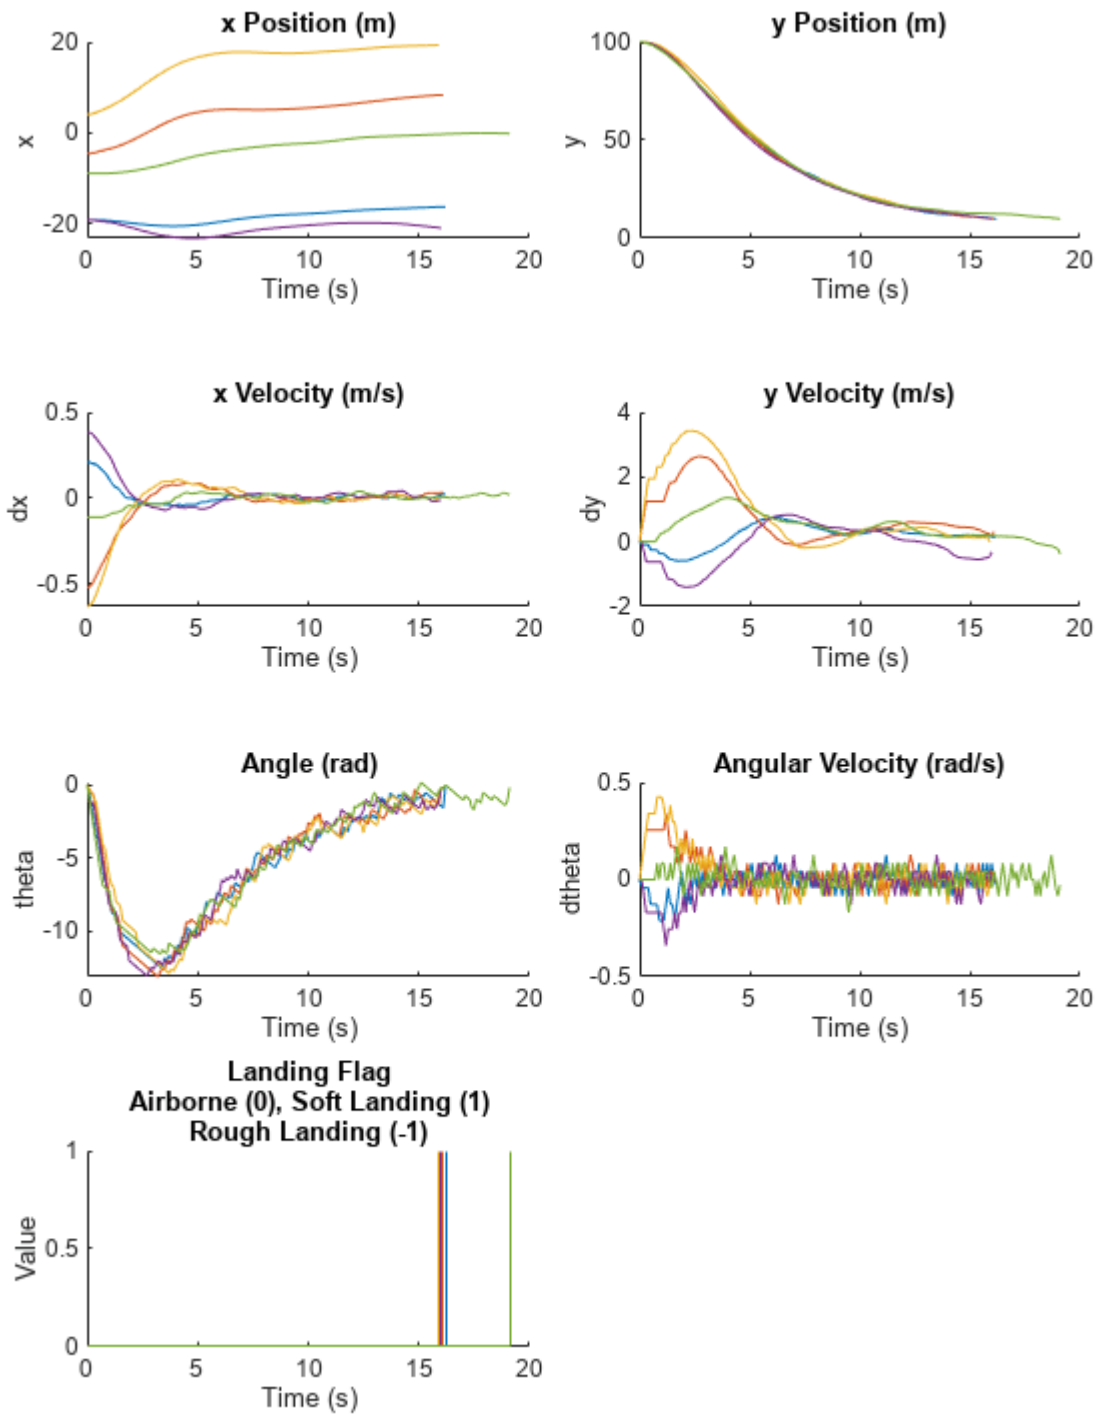 x Position (m)
20
0
-20
x
0 5 10 15 20
Time (s)
y Position (m)
100
50
0
y
0 5 10 15 20
Time (s)
x Velocity (m/s)
0.5
0
-0.5
dx
0 5 10 15 20
Time (s)
y Velocity (m/s)
4
2
0
-2
dy
0 5 10 15 20
Time (s)
Angle (rad)
0
-5
-10
theta
0 5 10 15 20
Time (s)
Angular Velocity (rad/s)
0.5
0
-0.5
dtheta
0 5 10 15 20
Time (s)
Landing Flag
Airborne (0), Soft Landing (1)
Rough Landing (-1)
1
0.5
0
Value
0 5 10 15 20
Time (s)